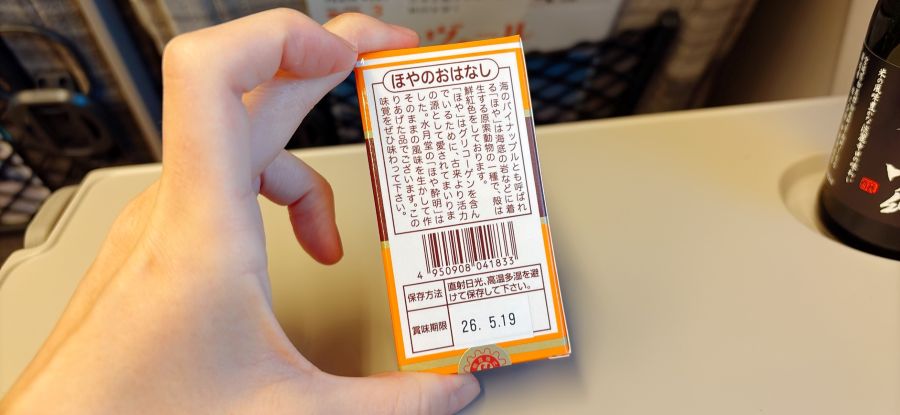 ほやのおはなし
海のパイナップルとも呼ばれ
る「ほや」は海底の岩などに着
生する原索動物の一種で、殻は
鮮紅色をしております。
「ほや」はグリコーゲンを含ん
でいるために、古来より活力
の源として愛されてまいりま
した。水月堂の「ほや酔明」は
そのままの風味を生かして作
りあげた品でございます。この
味覚をぜひ味わって下さい。
4 950908 041833
保存方法
直射日光、高温多湿を避
けて保存して下さい。
賞味期限
26. 5.19